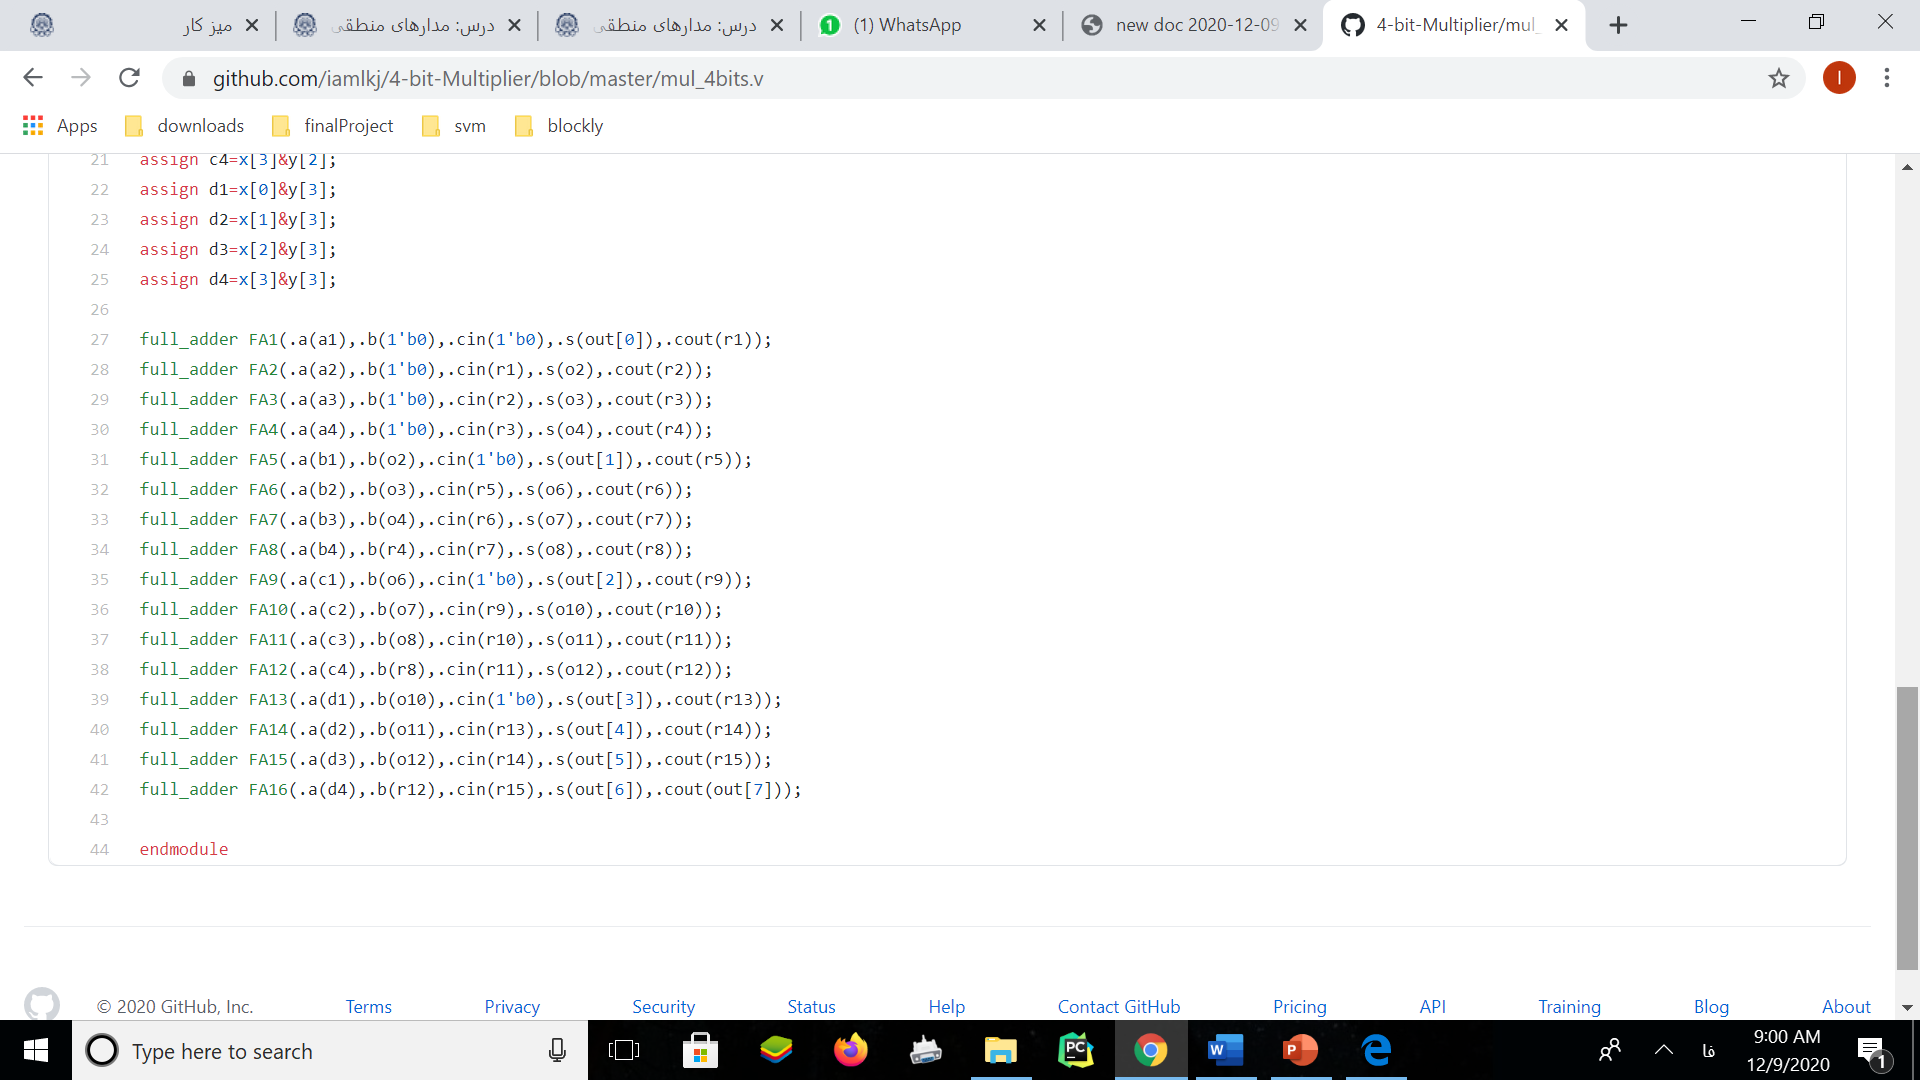 میز کار
درس: مدارهای منطقی
درس: مدارهای منطقی
(1) WhatsApp
new doc 2020-12-09
4-bit-Multiplier/mul_
github.com/iamlkj/4-bit-Multiplier/blob/master/mul_4bits.v
I
Apps
downloads
finalProject
svm
blockly
21 assign c4=x[3]&y[2];
22 assign d1=x[0]&y[3];
23 assign d2=x[1]&y[3];
24 assign d3=x[2]&y[3];
25 assign d4=x[3]&y[3];
26
27 full_adder FA1(.a(a1),.b(1'b0),.cin(1'b0),.s(out[0]),.cout(r1));
28 full_adder FA2(.a(a2),.b(1'b0),.cin(r1),.s(o2),.cout(r2));
29 full_adder FA3(.a(a3),.b(1'b0),.cin(r2),.s(o3),.cout(r3));
30 full_adder FA4(.a(a4),.b(1'b0),.cin(r3),.s(o4),.cout(r4));
31 full_adder FA5(.a(b1),.b(o2),.cin(1'b0),.s(out[1]),.cout(r5));
32 full_adder FA6(.a(b2),.b(o3),.cin(r5),.s(o6),.cout(r6));
33 full_adder FA7(.a(b3),.b(o4),.cin(r6),.s(o7),.cout(r7));
34 full_adder FA8(.a(b4),.b(r4),.cin(r7),.s(o8),.cout(r8));
35 full_adder FA9(.a(c1),.b(o6),.cin(1'b0),.s(out[2]),.cout(r9));
36 full_adder FA10(.a(c2),.b(o7),.cin(r9),.s(o10),.cout(r10));
37 full_adder FA11(.a(c3),.b(o8),.cin(r10),.s(o11),.cout(r11));
38 full_adder FA12(.a(c4),.b(r8),.cin(r11),.s(o12),.cout(r12));
39 full_adder FA13(.a(d1),.b(o10),.cin(1'b0),.s(out[3]),.cout(r13));
40 full_adder FA14(.a(d2),.b(o11),.cin(r13),.s(out[4]),.cout(r14));
41 full_adder FA15(.a(d3),.b(o12),.cin(r14),.s(out[5]),.cout(r15));
42 full_adder FA16(.a(d4),.b(r12),.cin(r15),.s(out[6]),.cout(out[7]));
43
44 endmodule
© 2020 GitHub, Inc.
Terms
Privacy
Security
Status
Help
Contact GitHub
Pricing
API
Training
Blog
About
Type here to search
PC
W
P
فا
9:00 AM
12/9/2020
1